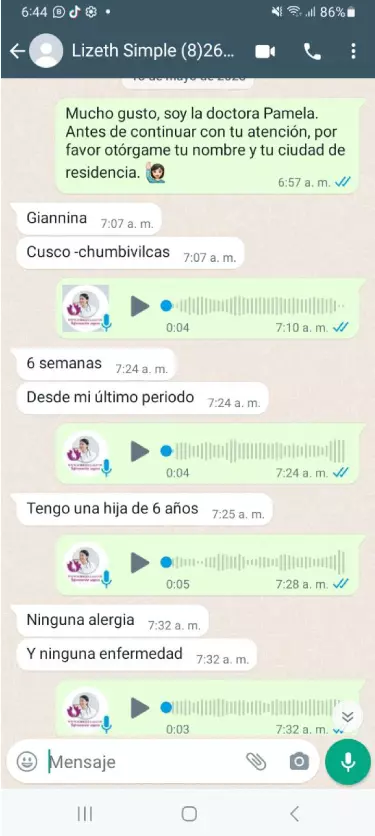 6:44
86%
Lizeth Simple (8)26...
Mucho gusto, soy la doctora Pamela.
Antes de continuar con tu atención, por
favor otórgame tu nombre y tu ciudad de
residencia. 🙋🏻‍♀️
6:57 a. m.
Giannina 7:07 a. m.
Cusco -chumbivilcas 7:07 a. m.
0:04 7:10 a. m.
6 semanas 7:24 a. m.
Desde mi último periodo 7:24 a. m.
0:04 7:24 a. m.
Tengo una hija de 6 años 7:25 a. m.
0:05 7:28 a. m.
Ninguna alergia 7:32 a. m.
Y ninguna enfermedad 7:32 a. m.
0:03 7:32 a. m.
Mensaje